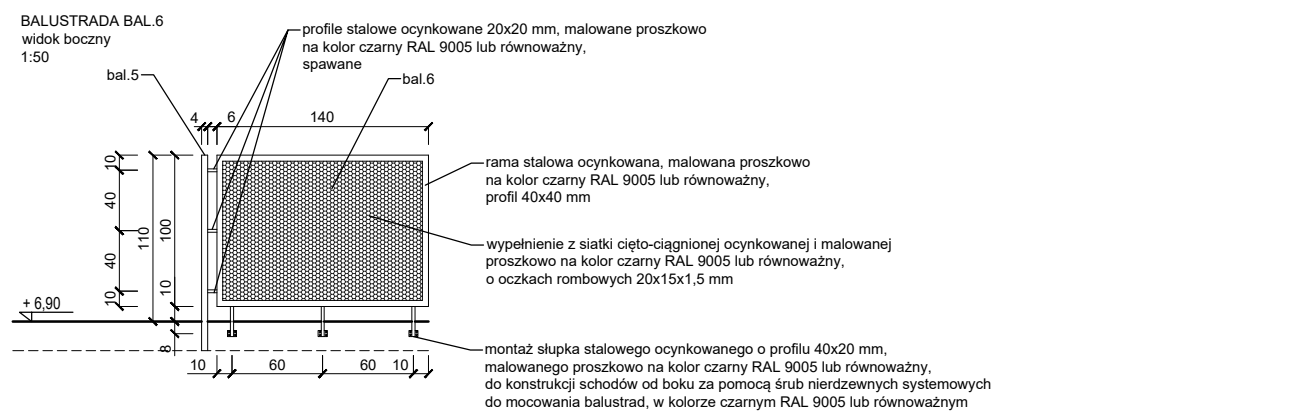 BALUSTRADA BAL.6
widok boczny
1:50
profile stalowe ocynkowane 20x20 mm, malowane proszkowo
na kolor czarny RAL 9005 lub równoważny,
spawane
bal.5
bal.6
4
6
140
10
40
40
10
110
100
10
8
rama stalowa ocynkowana, malowana proszkowo
na kolor czarny RAL 9005 lub równoważny,
profil 40x40 mm
wypełnienie z siatki cięto-ciągnionej ocynkowanej i malowanej
proszkowo na kolor czarny RAL 9005 lub równoważny,
o oczkach rombowych 20x15x1,5 mm
+ 6,90
10
60
60
10
montaż słupka stalowego ocynkowanego o profilu 40x20 mm,
malowanego proszkowo na kolor czarny RAL 9005 lub równoważny,
do konstrukcji schodów od boku za pomocą śrub nierdzewnych systemowych
do mocowania balustrad, w kolorze czarnym RAL 9005 lub równoważnym